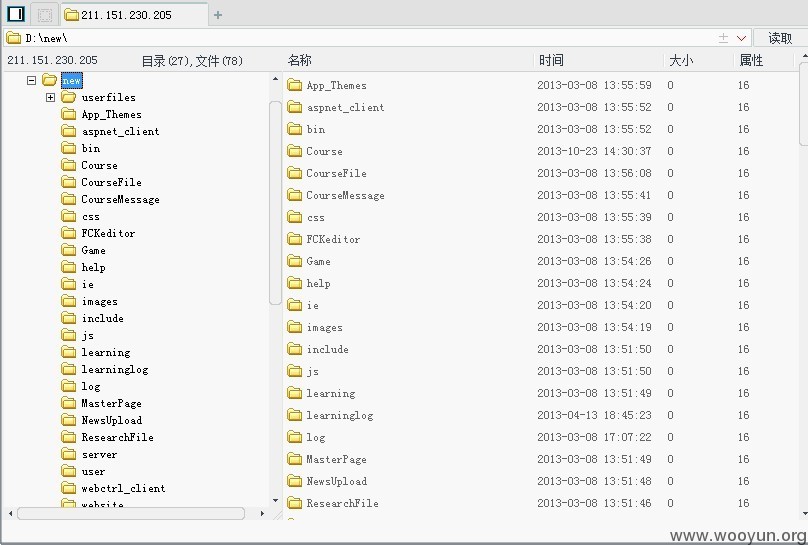 211.151.230.205
D:\new\ 读取
211.151.230.205 目录(27),文件(78) 名称 时间 大小 属性
new
userfiles
App_Themes
aspnet_client
bin
Course
CourseFile
CourseMessage
css
FCKeditor
Game
help
ie
images
include
js
learning
learninglog
log
MasterPage
NewsUpload
ResearchFile
server
user
webctrl_client
website
App_Themes 2013-03-08 13:55:59 0 16
aspnet_client 2013-03-08 13:55:52 0 16
bin 2013-03-08 13:55:52 0 16
Course 2013-10-23 14:30:37 0 16
CourseFile 2013-03-08 13:56:08 0 16
CourseMessage 2013-03-08 13:55:41 0 16
css 2013-03-08 13:55:39 0 16
FCKeditor 2013-03-08 13:55:38 0 16
Game 2013-03-08 13:54:26 0 16
help 2013-03-08 13:54:24 0 16
ie 2013-03-08 13:54:20 0 16
images 2013-03-08 13:54:19 0 16
include 2013-03-08 13:51:50 0 16
js 2013-03-08 13:51:50 0 16
learning 2013-03-08 13:51:49 0 16
learninglog 2013-04-13 18:45:23 0 16
log 2013-03-08 17:07:22 0 16
MasterPage 2013-03-08 13:51:49 0 16
NewsUpload 2013-03-08 13:51:48 0 16
ResearchFile 2013-03-08 13:51:46 0 16
www.wooyun.org